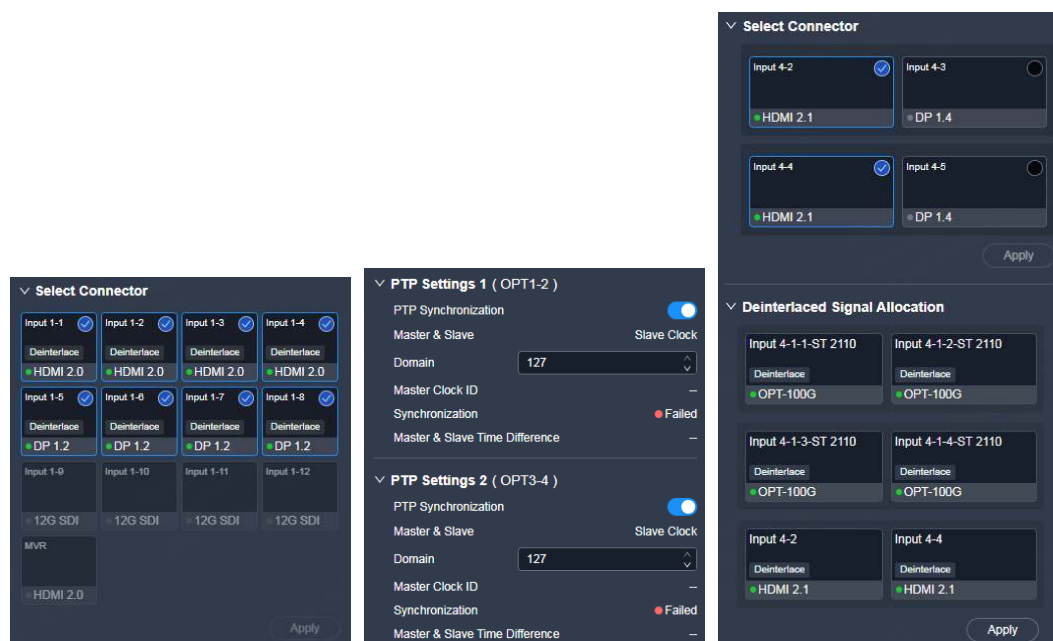 Select Connector
Input 1-1 Input 1-2 Input 1-3 Input 1-4
Deinterlace Deinterlace Deinterlace Deinterlace
HDMI 2.0 HDMI 2.0 HDMI 2.0 HDMI 2.0
Input 1-5 Input 1-6 Input 1-7 Input 1-8
Deinterlace Deinterlace Deinterlace Deinterlace
DP 1.2 DP 1.2 DP 1.2 DP 1.2
Input 1-9 Input 1-10 Input 1-11 Input 1-12
12G SDI 12G SDI 12G SDI 12G SDI
MVR
HDMI 2.0
Apply
PTP Settings 1 ( OPT1-2 )
PTP Synchronization
Master & Slave Slave Clock
Domain 127
Master Clock ID --
Synchronization Failed
Master & Slave Time Difference --
PTP Settings 2 ( OPT3-4 )
PTP Synchronization
Master & Slave Slave Clock
Domain 127
Master Clock ID --
Synchronization Failed
Master & Slave Time Difference --
Select Connector
Input 4-2 Input 4-3
HDMI 2.1 DP 1.4
Input 4-4 Input 4-5
HDMI 2.1 DP 1.4
Apply
Deinterlaced Signal Allocation
Input 4-1-1-ST 2110 Input 4-1-2-ST 2110
Deinterlace Deinterlace
OPT-100G OPT-100G
Input 4-1-3-ST 2110 Input 4-1-4-ST 2110
Deinterlace Deinterlace
OPT-100G OPT-100G
Input 4-2 Input 4-4
Deinterlace Deinterlace
HDMI 2.1 HDMI 2.1
Apply